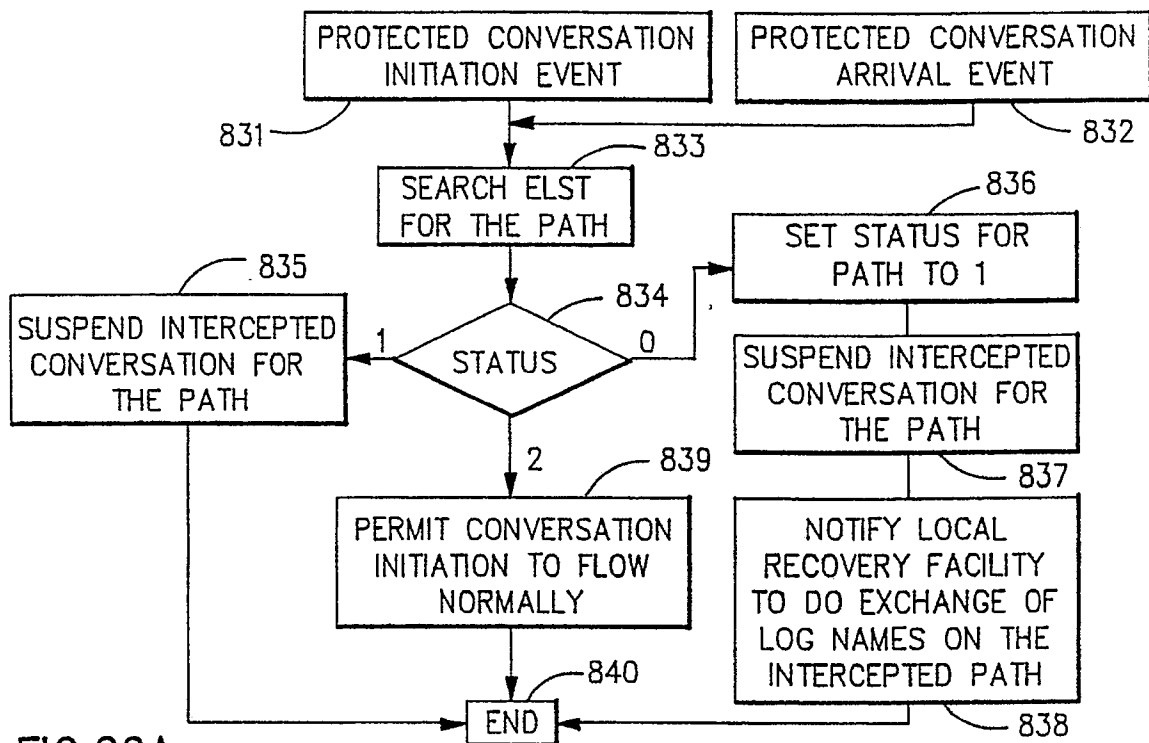 PROTECTED CONVERSATION
INITIATION EVENT
831
PROTECTED CONVERSATION
ARRIVAL EVENT
832
833
SEARCH ELST
FOR THE PATH
834
STATUS
1
0
2
835
SUSPEND INTERCEPTED
CONVERSATION FOR
THE PATH
836
SET STATUS FOR
PATH TO 1
SUSPEND INTERCEPTED
CONVERSATION FOR
THE PATH
837
839
PERMIT CONVERSATION
INITIATION TO FLOW
NORMALLY
NOTIFY LOCAL
RECOVERY FACILITY
TO DO EXCHANGE OF
LOG NAMES ON THE
INTERCEPTED PATH
838
840
END